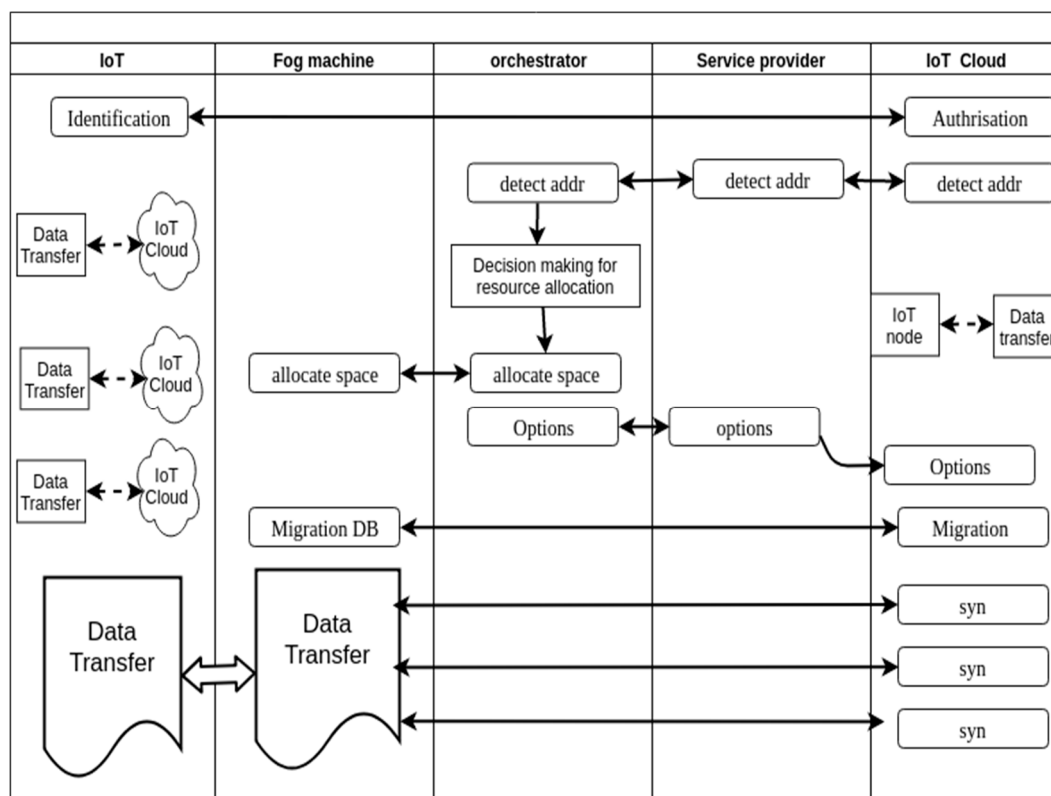 IoT
Fog machine
orchestrator
Service provider
IoT Cloud
Identification
Authrisation
detect addr
detect addr
detect addr
Data
Transfer
IoT
Cloud
Decision making for
resource allocation
IoT
node
Data
transfer
Data
Transfer
IoT
Cloud
allocate space
allocate space
Options
options
Options
Data
Transfer
IoT
Cloud
Migration DB
Migration
Data
Transfer
Data
Transfer
syn
syn
syn